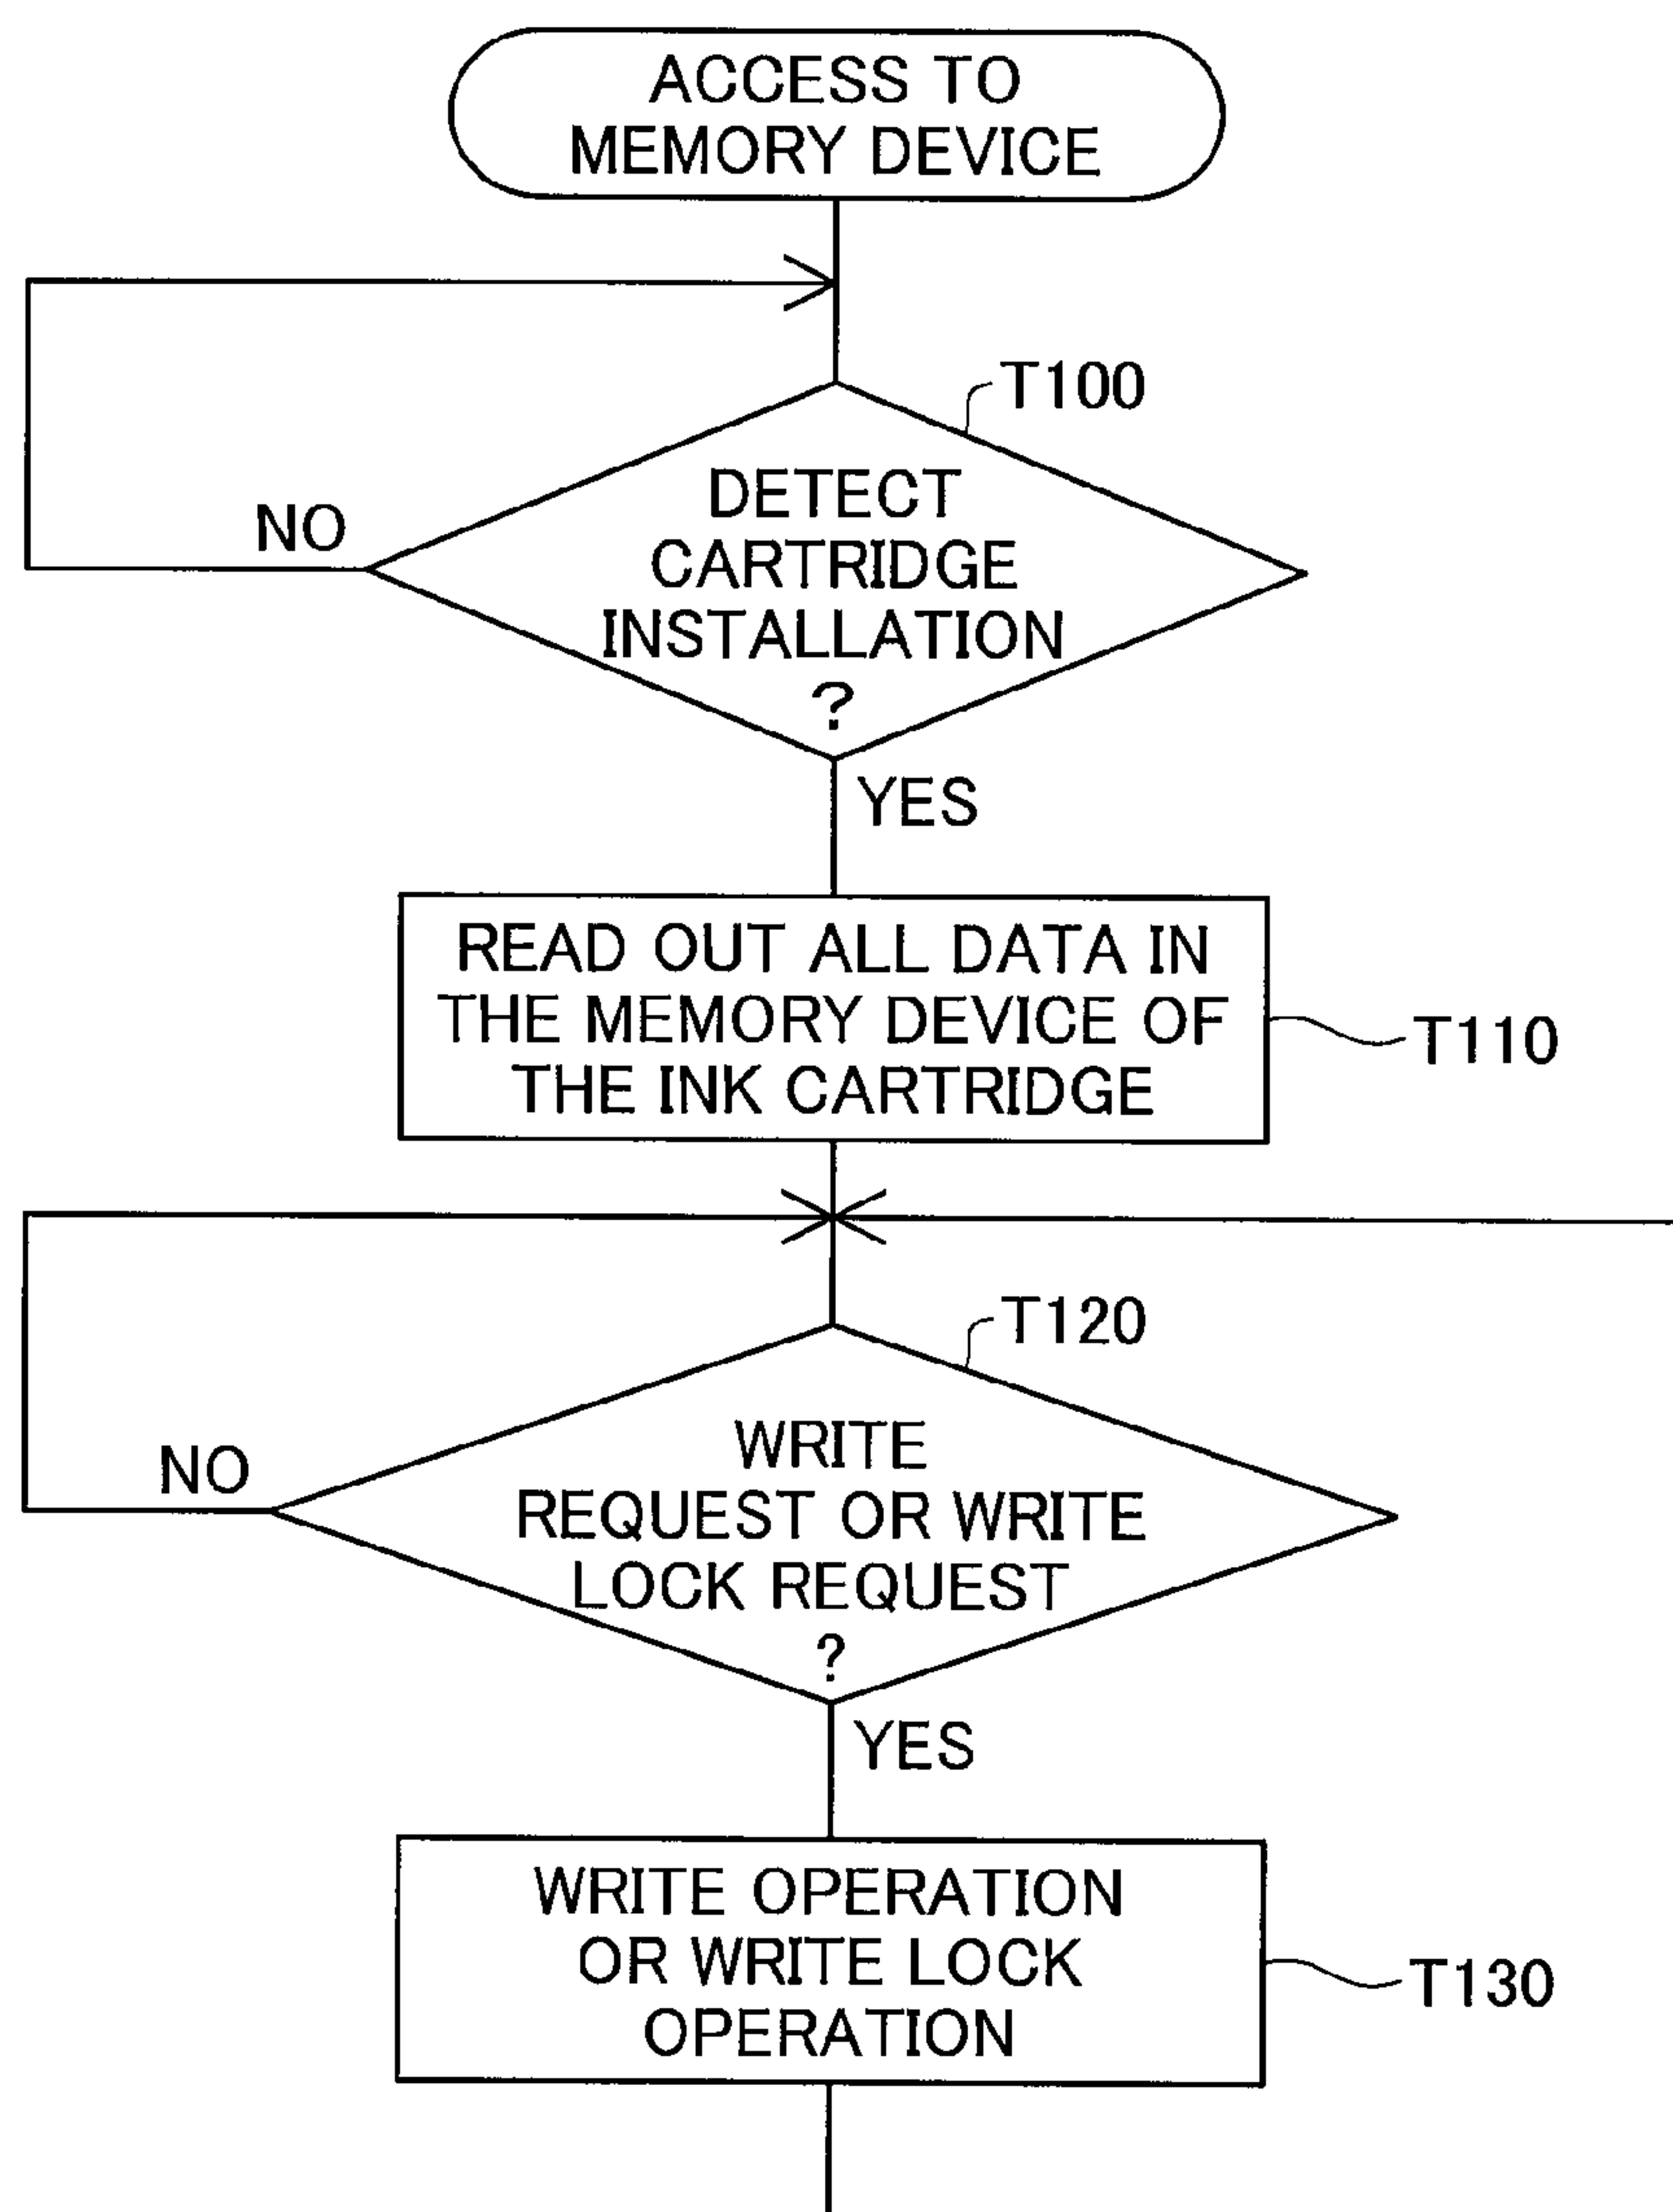 ACCESS TO
MEMORY DEVICE
T100
DETECT
CARTRIDGE
INSTALLATION
?
NO
YES
READ OUT ALL DATA IN
THE MEMORY DEVICE OF
THE INK CARTRIDGE
T110
T120
WRITE
REQUEST OR WRITE
LOCK REQUEST
?
NO
YES
WRITE OPERATION
OR WRITE LOCK
OPERATION
T130